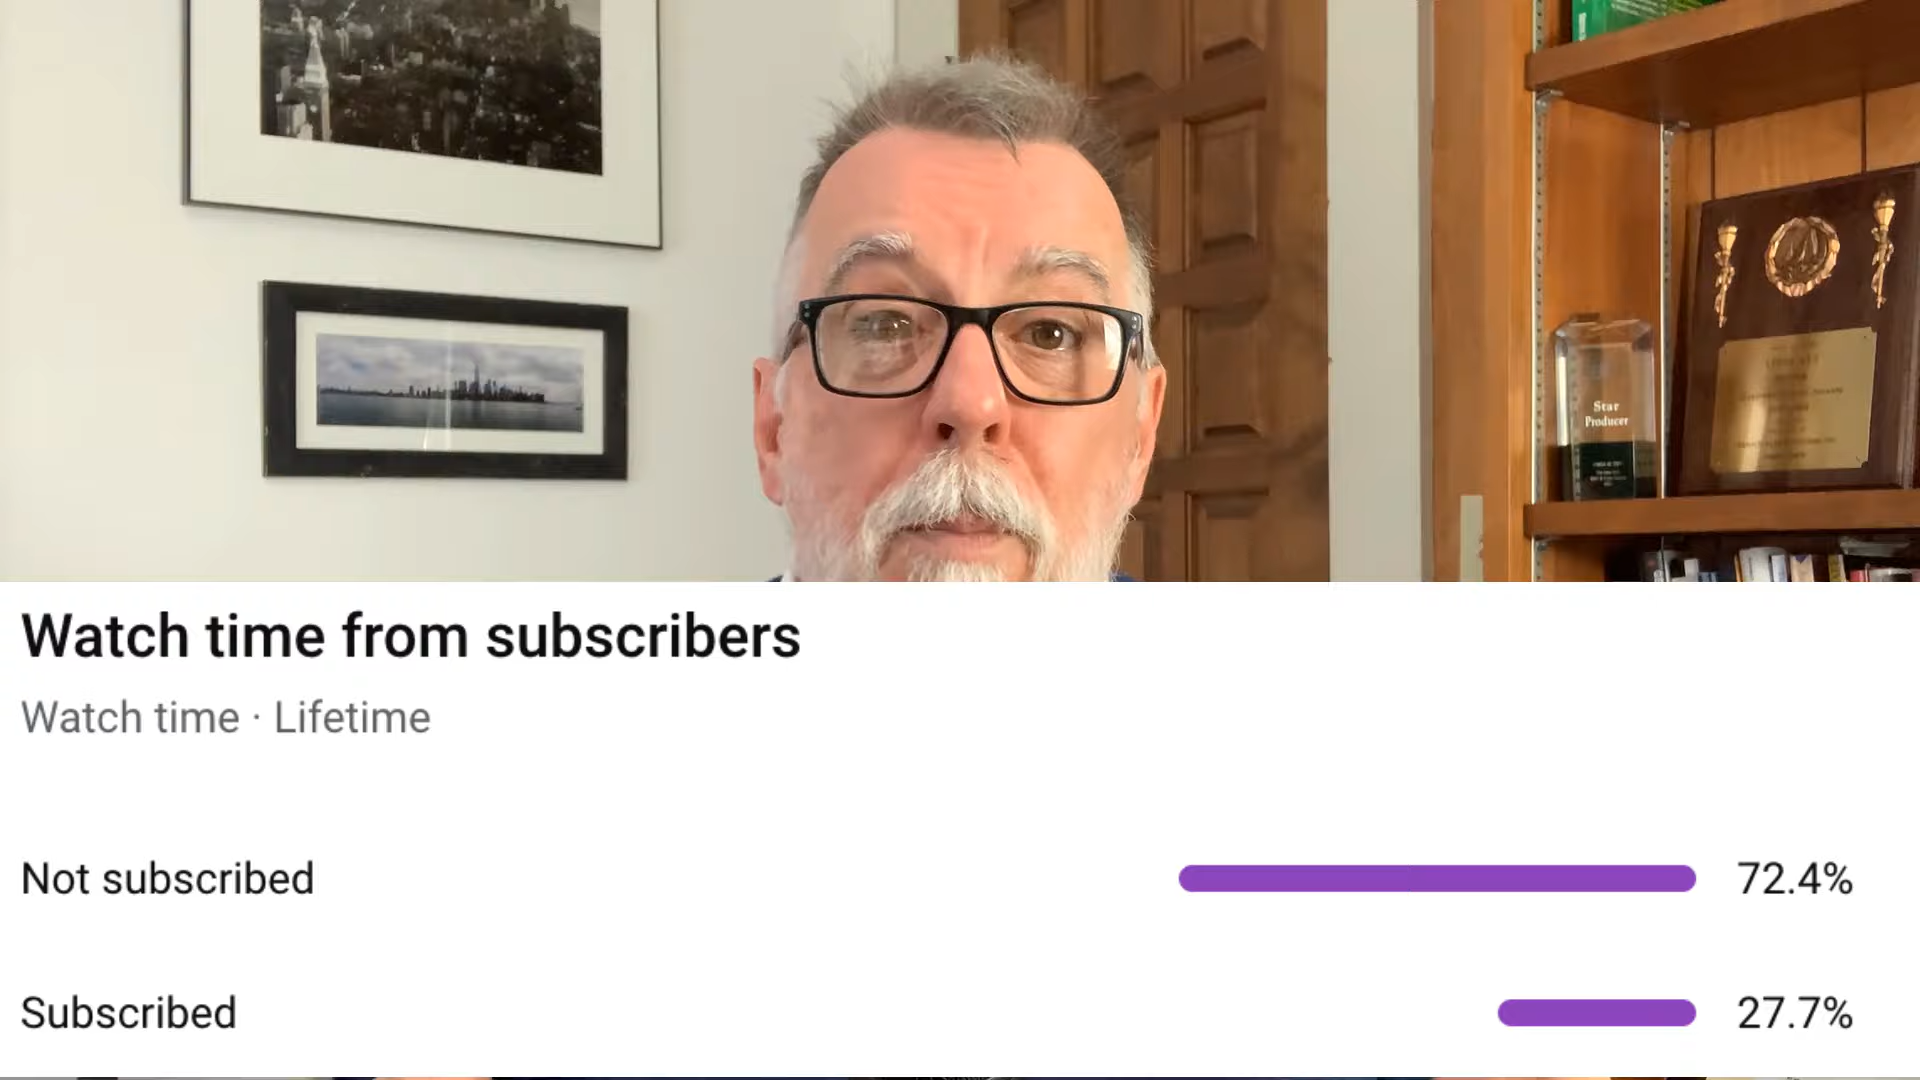 Star
Producer
Watch time from subscribers
Watch time · Lifetime
Not subscribed
72.4%
Subscribed
27.7%